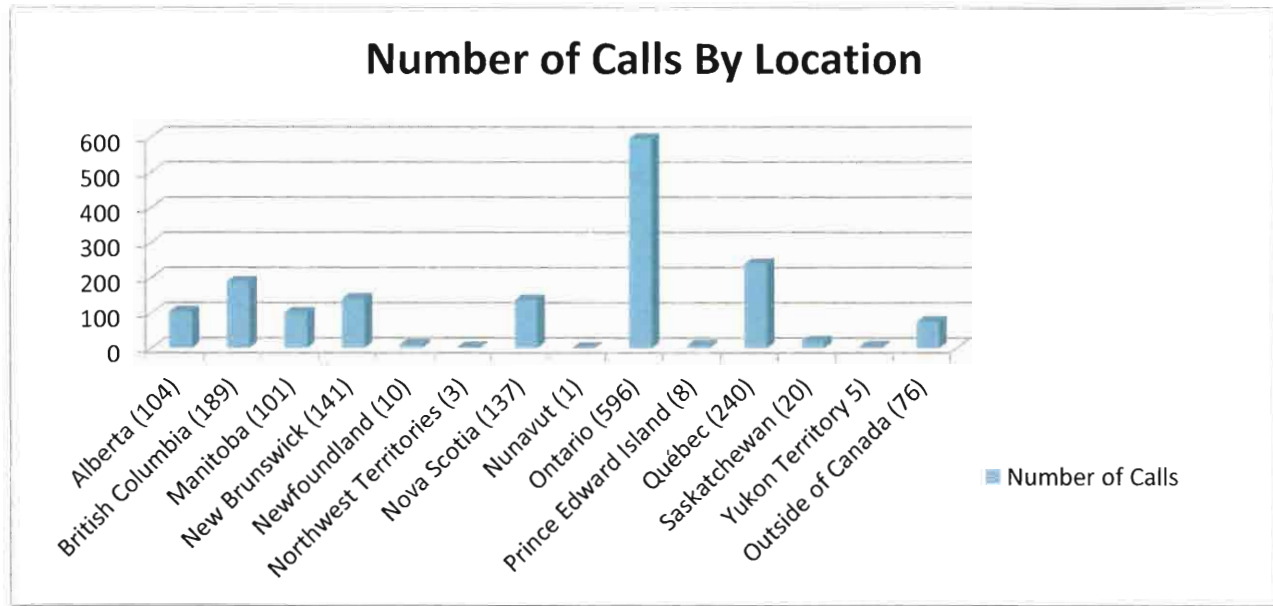 Number of Calls By Location
600
500
400
300
200
100
0
Alberta (104)
British Columbia (189)
Manitoba (101)
New Brunswick (141)
Newfoundland (10)
Northwest Territories (3)
Nova Scotia (137)
Nunavut (1)
Ontario (596)
Prince Edward Island (8)
Québec (240)
Saskatchewan (20)
Yukon Territory 5)
Outside of Canada (76)
Number of Calls